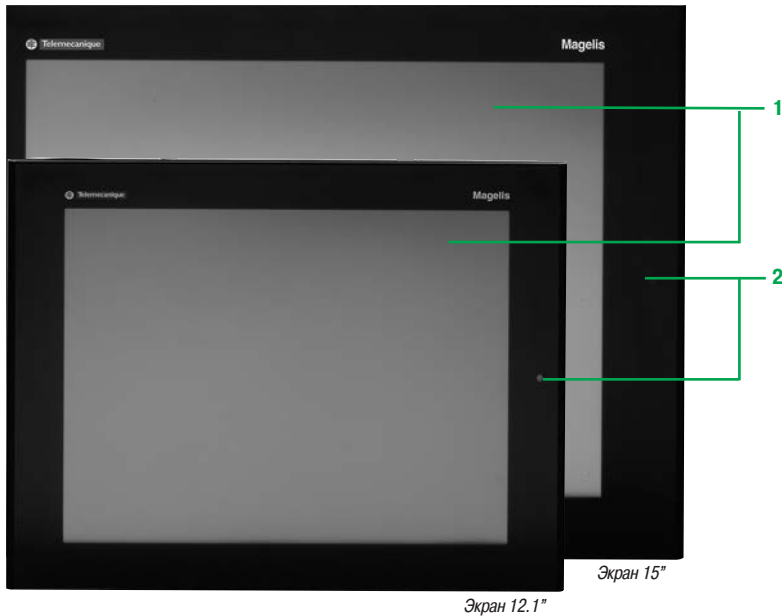 Telemecanique
Magelis
1
Telemecanique
Magelis
2
Экран 15”
Экран 12.1”